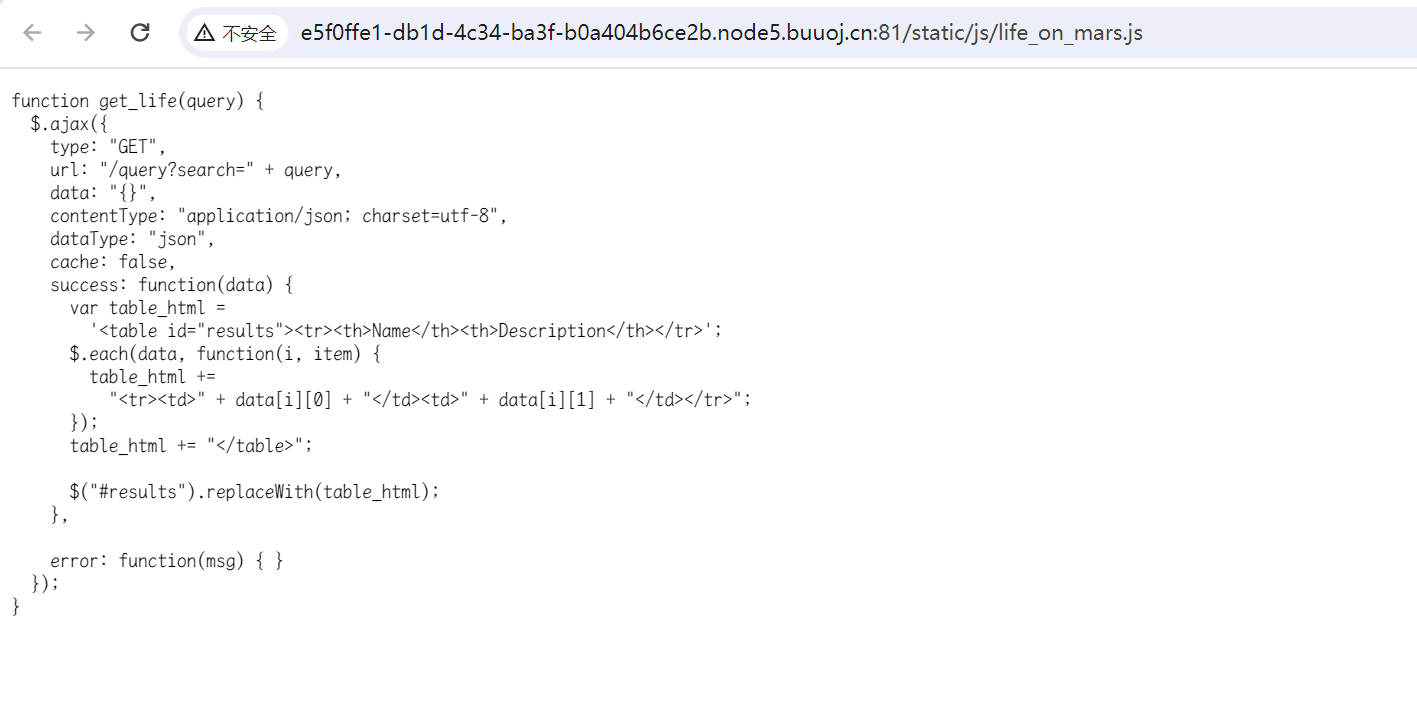 不安全 e5f0ffe1-db1d-4c34-ba3f-b0a404b6ce2b.node5.buuoj.cn:81/static/js/life_on_mars.js
function get_life(query) {
  $.ajax({
    type: "GET",
    url: "/query?search=" + query,
    data: "{}",
    contentType: "application/json; charset=utf-8",
    dataType: "json",
    cache: false,
    success: function(data) {
      var table_html =
        '<table id="results"><tr><th>Name</th><th>Description</th></tr>';
      $.each(data, function(i, item) {
        table_html +=
          "<tr><td>" + data[i][0] + "</td><td>" + data[i][1] + "</td></tr>";
      });
      table_html += "</table>";

      $("#results").replaceWith(table_html);
    },

    error: function(msg) { }
  });
}